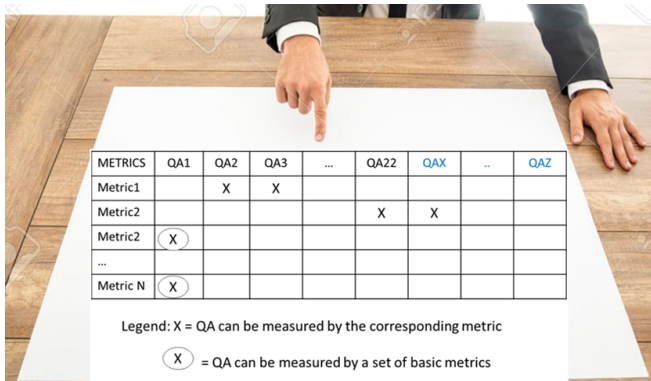 METRICS QA1 QA2 QA3 ... QA22 QAX .. QAZ
Metric1 X X
Metric2 X X
Metric2 X
...
Metric N X
Legend: X = QA can be measured by the corresponding metric
X = QA can be measured by a set of basic metrics